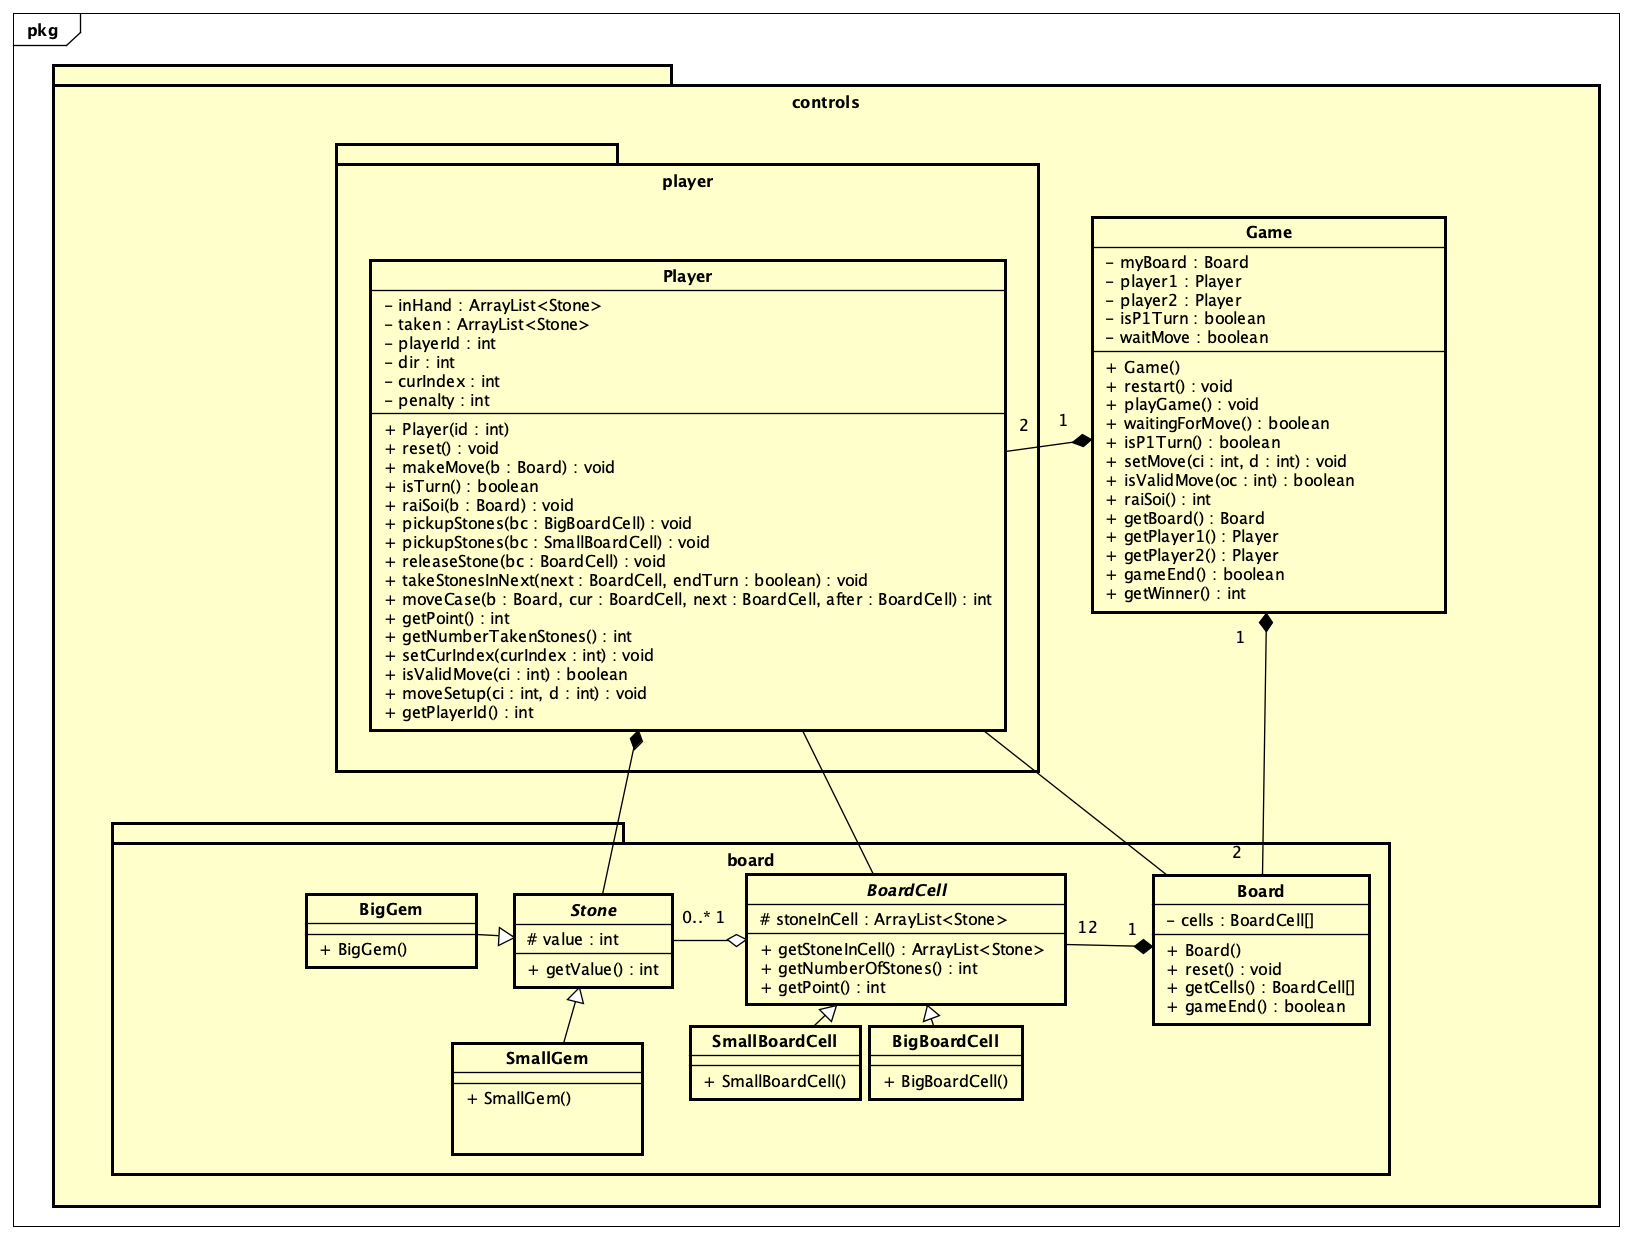 pkg
controls
player
Player
- inHand : ArrayList<Stone>
- taken : ArrayList<Stone>
- playerId : int
- dir : int
- curIndex : int
- penalty : int
+ Player(id : int)
+ reset() : void
+ makeMove(b : Board) : void
+ isTurn() : boolean
+ raiSoi(b : Board) : void
+ pickupStones(bc : BigBoardCell) : void
+ pickupStones(bc : SmallBoardCell) : void
+ releaseStone(bc : BoardCell) : void
+ takeStonesInNext(next : BoardCell, endTurn : boolean) : void
+ moveCase(b : Board, cur : BoardCell, next : BoardCell, after : BoardCell) : int
+ getPoint() : int
+ getNumberTakenStones() : int
+ setCurIndex(curIndex : int) : void
+ isValidMove(ci : int) : boolean
+ moveSetup(ci : int, d : int) : void
+ getPlayerId() : int
2
1
Game
- myBoard : Board
- player1 : Player
- player2 : Player
- isP1Turn : boolean
- waitMove : boolean
+ Game()
+ restart() : void
+ playGame() : void
+ waitingForMove() : boolean
+ isP1Turn() : boolean
+ setMove(ci : int, d : int) : void
+ isValidMove(oc : int) : boolean
+ raiSoi() : int
+ getBoard() : Board
+ getPlayer1() : Player
+ getPlayer2() : Player
+ gameEnd() : boolean
+ getWinner() : int
1
2
board
BigGem
+ BigGem()
Stone
# value : int
+ getValue() : int
0..* 1
BoardCell
# stoneInCell : ArrayList<Stone>
+ getStoneInCell() : ArrayList<Stone>
+ getNumberOfStones() : int
+ getPoint() : int
12
1
Board
- cells : BoardCell[]
+ Board()
+ reset() : void
+ getCells() : BoardCell[]
+ gameEnd() : boolean
SmallGem
+ SmallGem()
SmallBoardCell
+ SmallBoardCell()
BigBoardCell
+ BigBoardCell()